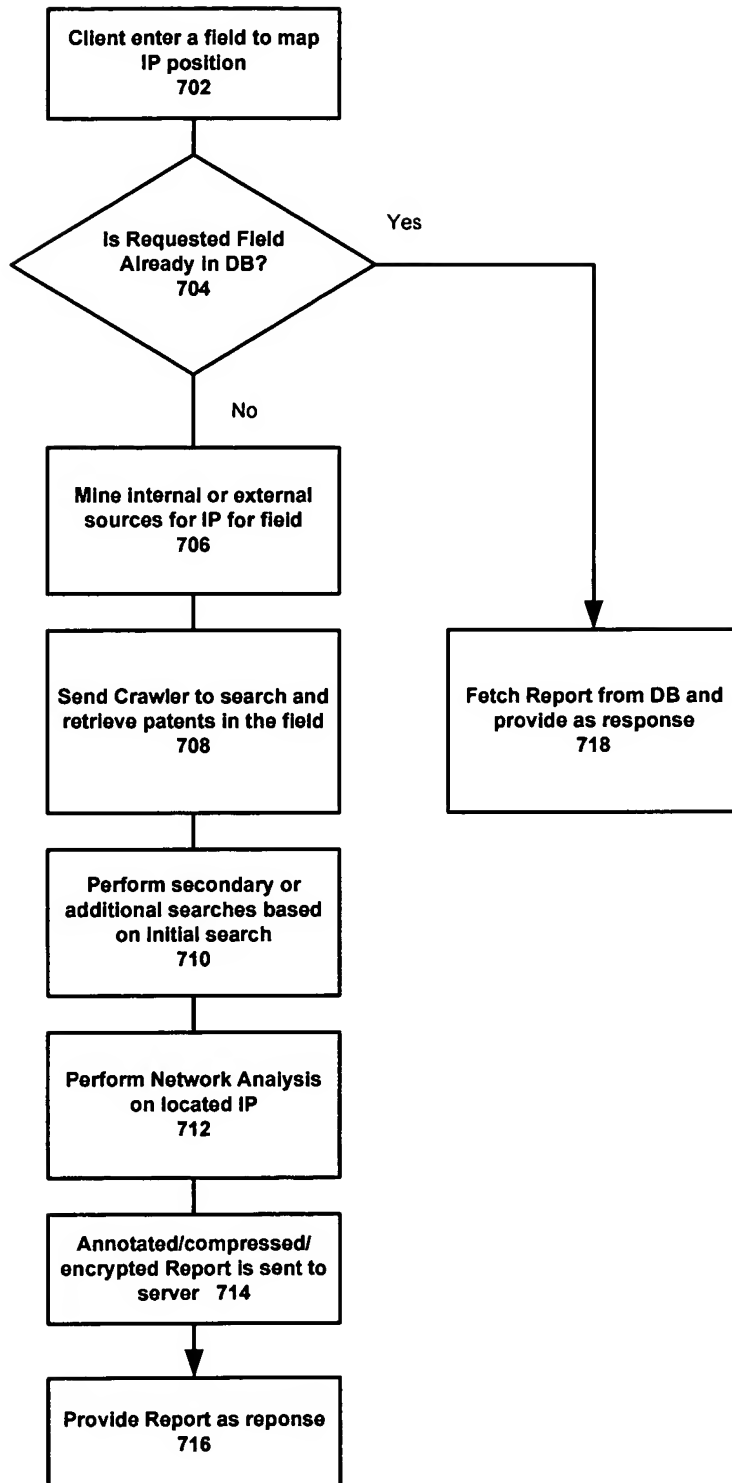 Client enter a field to map
IP position
702
Is Requested Field
Already in DB?
704
Yes
No
Mine internal or external
sources for IP for field
706
Send Crawler to search and
retrieve patents in the field
708
Fetch Report from DB and
provide as response
718
Perform secondary or
additional searches based
on initial search
710
Perform Network Analysis
on located IP
712
Annotated/compressed/
encrypted Report is sent to
server 714
Provide Report as reponse
716